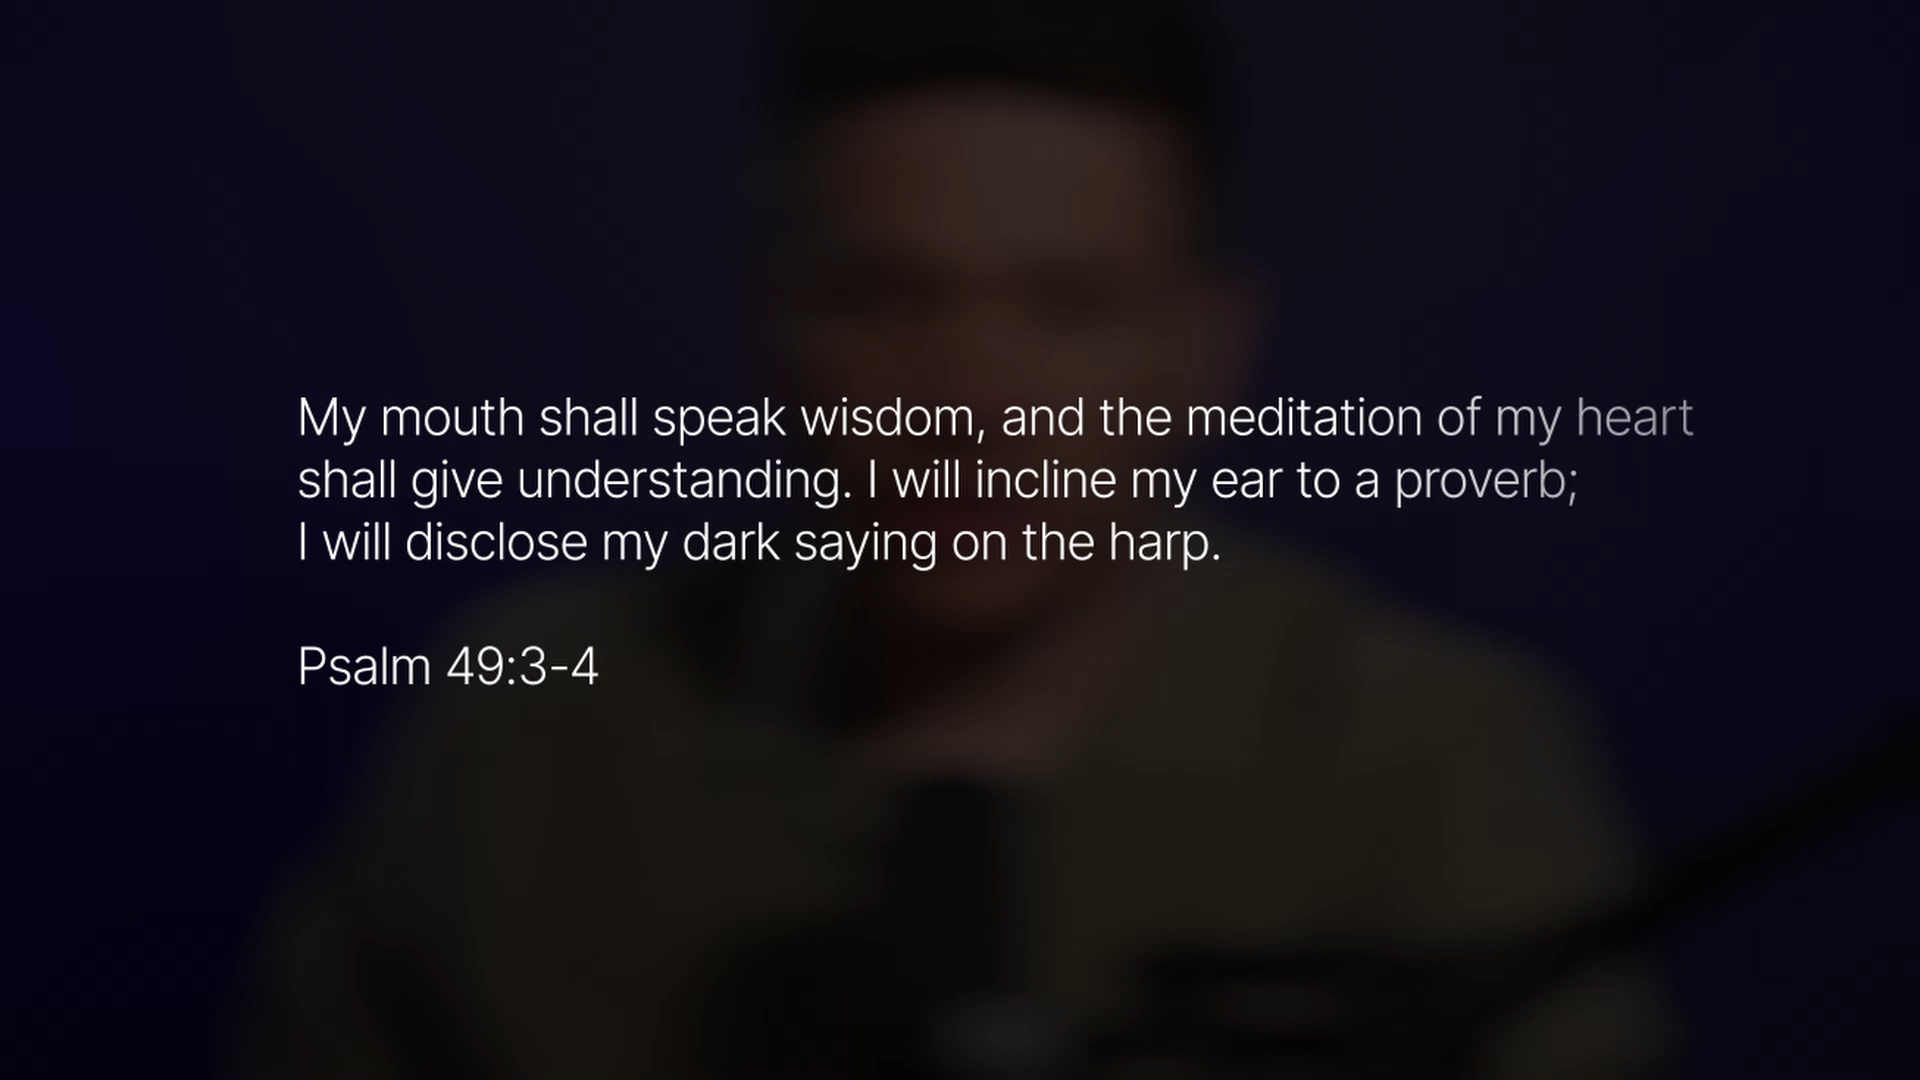 My mouth shall speak wisdom, and the meditation of my heart
shall give understanding. I will incline my ear to a proverb;
I will disclose my dark saying on the harp.
Psalm 49:3-4